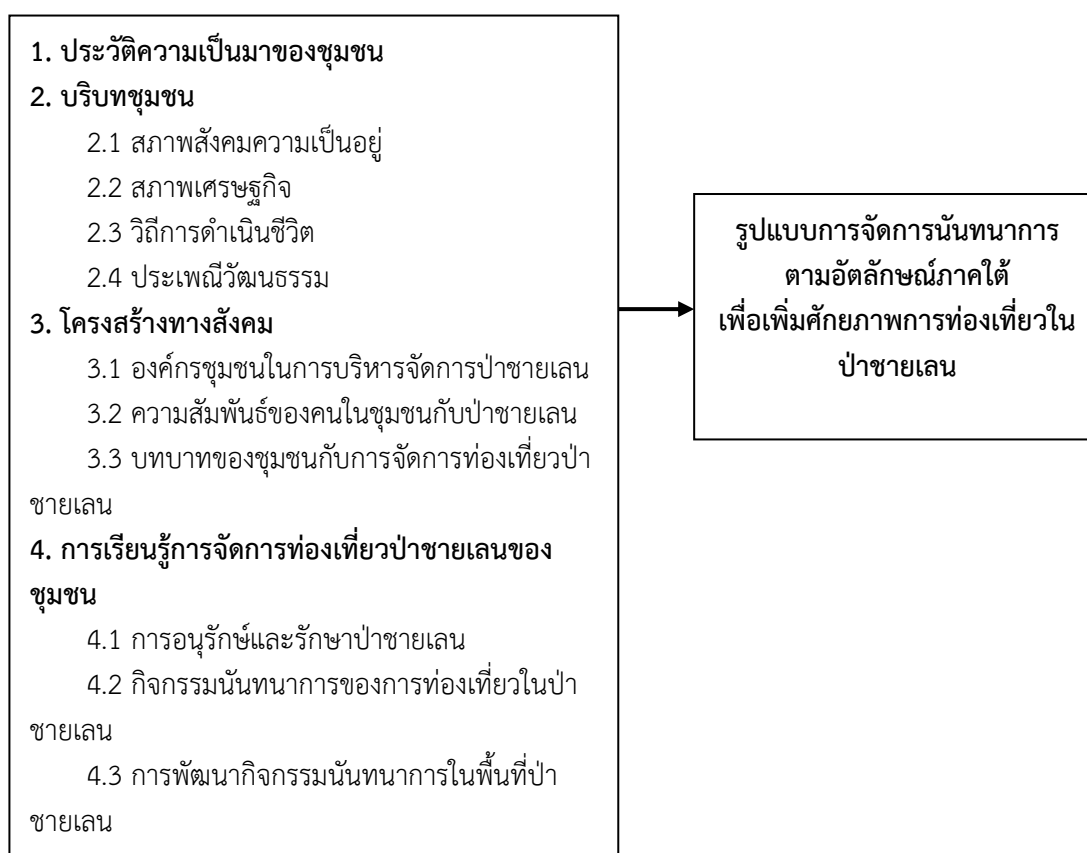 1. ประวัติความเป็นมาของชุมชน
2. บริบทชุมชน
2.1 สภาพสังคมความเป็นอยู่
2.2 สภาพเศรษฐกิจ
2.3 วิถีการดำเนินชีวิต
2.4 ประเพณีวัฒนธรรม
3. โครงสร้างทางสังคม
3.1 องค์กรชุมชนในการบริหารจัดการป่าชายเลน
3.2 ความสัมพันธ์ของคนในชุมชนกับป่าชายเลน
3.3 บทบาทของชุมชนกับการจัดการท่องเที่ยวป่า
ชายเลน
4. การเรียนรู้การจัดการท่องเที่ยวป่าชายเลนของ
ชุมชน
4.1 การอนุรักษ์และรักษาป่าชายเลน
4.2 กิจกรรมนันทนาการของการท่องเที่ยวในป่า
ชายเลน
4.3 การพัฒนากิจกรรมนันทนาการในพื้นที่ป่า
ชายเลน
รูปแบบการจัดการนันทนาการ
ตามอัตลักษณ์ภาคใต้
เพื่อเพิ่มศักยภาพการท่องเที่ยวใน
ป่าชายเลน